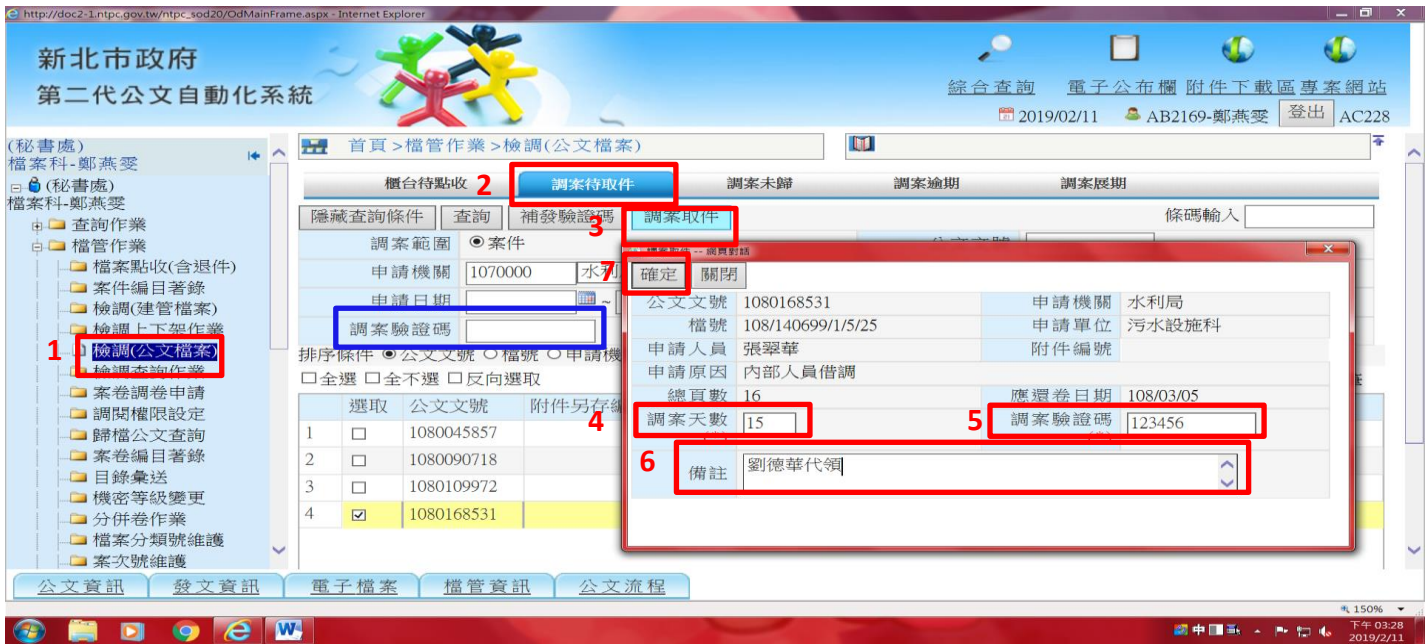 http://doc2-1.ntpc.gov.tw/ntpc_sod20/OdMainFrame.aspx - Internet Explorer
新北市政府
第二代公文自動化系統
綜合查詢 電子公布欄 附件下載區 專案網站
2019/02/11 AB2169-鄭燕雯 登出 AC228
(秘書處)
檔案科-鄭燕雯
(秘書處)
檔案科-鄭燕雯
查詢作業
檔管作業
檔案點收(含退件)
案件編目著錄
檢調(建管檔案)
檢調上下架作業
1 檢調(公文檔案)
檢調查詢作業
案卷調卷申請
調閱權限設定
歸檔公文查詢
案卷編目著錄
目錄彙送
機密等級變更
分併卷作業
檔案分類號維護
案次號維護
首頁>檔管作業>檢調(公文檔案)
櫃台待點收 2 調案待取件 調案未歸 調案逾期 調案展期
隱藏查詢條件 查詢 補發驗證碼 3 調案取件 條碼輸入
調案範圍 案件
申請機關 1070000 水利
申請日期 ~
調案驗證碼
排序條件 公文文號 檔號 申請機
全選 全不選 反向選取
選取 公文文號 附件另存
1 1080045857
2 1080090718
3 1080109972
4 1080168531
調案取件 -- 網頁對話
7 確定 關閉
公文文號 1080168531 申請機關 水利局
檔號 108/140699/1/5/25 申請單位 污水設施科
申請人員 張翠華 附件編號
申請原因 內部人員借調
總頁數 16 應還卷日期 108/03/05
4 調案天數 15 5 調案驗證碼 123456
6 備註 劉德華代領
公文資訊 發文資訊 電子檔案 檔管資訊 公文流程
150%
中
下午 03:28
2019/2/11